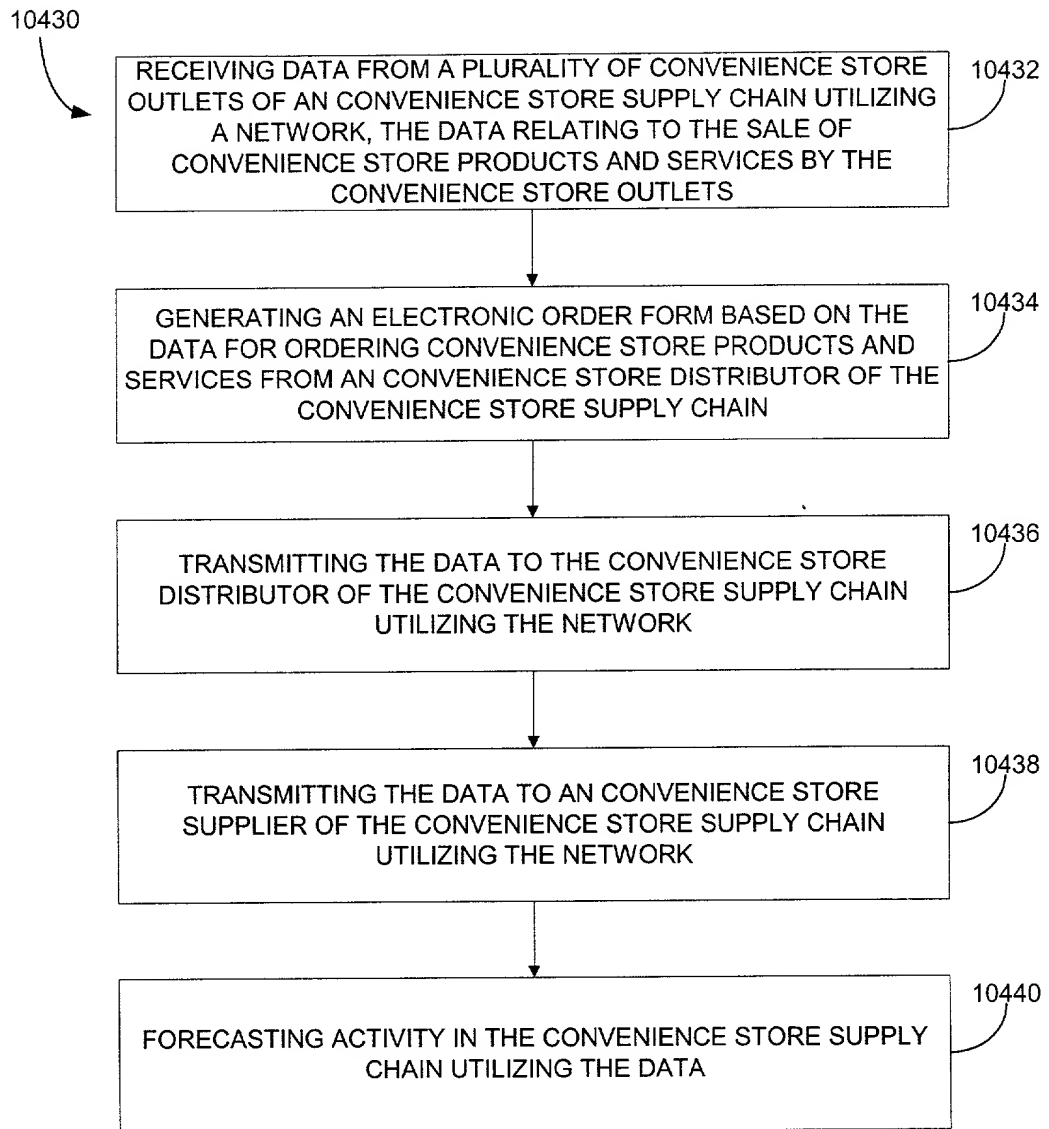 10430
RECEIVING DATA FROM A PLURALITY OF CONVENIENCE STORE
OUTLETS OF AN CONVENIENCE STORE SUPPLY CHAIN UTILIZING
A NETWORK, THE DATA RELATING TO THE SALE OF
CONVENIENCE STORE PRODUCTS AND SERVICES BY THE
CONVENIENCE STORE OUTLETS
10432
GENERATING AN ELECTRONIC ORDER FORM BASED ON THE
DATA FOR ORDERING CONVENIENCE STORE PRODUCTS AND
SERVICES FROM AN CONVENIENCE STORE DISTRIBUTOR OF THE
CONVENIENCE STORE SUPPLY CHAIN
10434
TRANSMITTING THE DATA TO THE CONVENIENCE STORE
DISTRIBUTOR OF THE CONVENIENCE STORE SUPPLY CHAIN
UTILIZING THE NETWORK
10436
TRANSMITTING THE DATA TO AN CONVENIENCE STORE
SUPPLIER OF THE CONVENIENCE STORE SUPPLY CHAIN
UTILIZING THE NETWORK
10438
FORECASTING ACTIVITY IN THE CONVENIENCE STORE SUPPLY
CHAIN UTILIZING THE DATA
10440